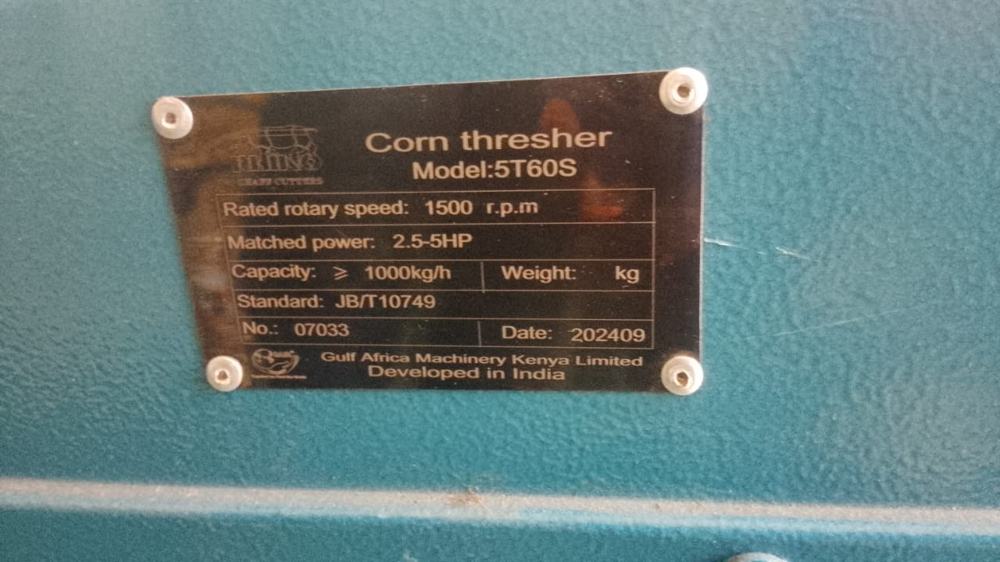 CHAFF CUTTERS
Corn thresher
Model:5T60S
Rated rotary speed: 1500 r.p.m
Matched power: 2.5-5HP
Capacity: ⩾ 1000kg/h Weight: kg
Standard: JB/T10749
No.: 07033 Date: 202409
Gulf Africa Machinery Kenya Limited
Developed in India